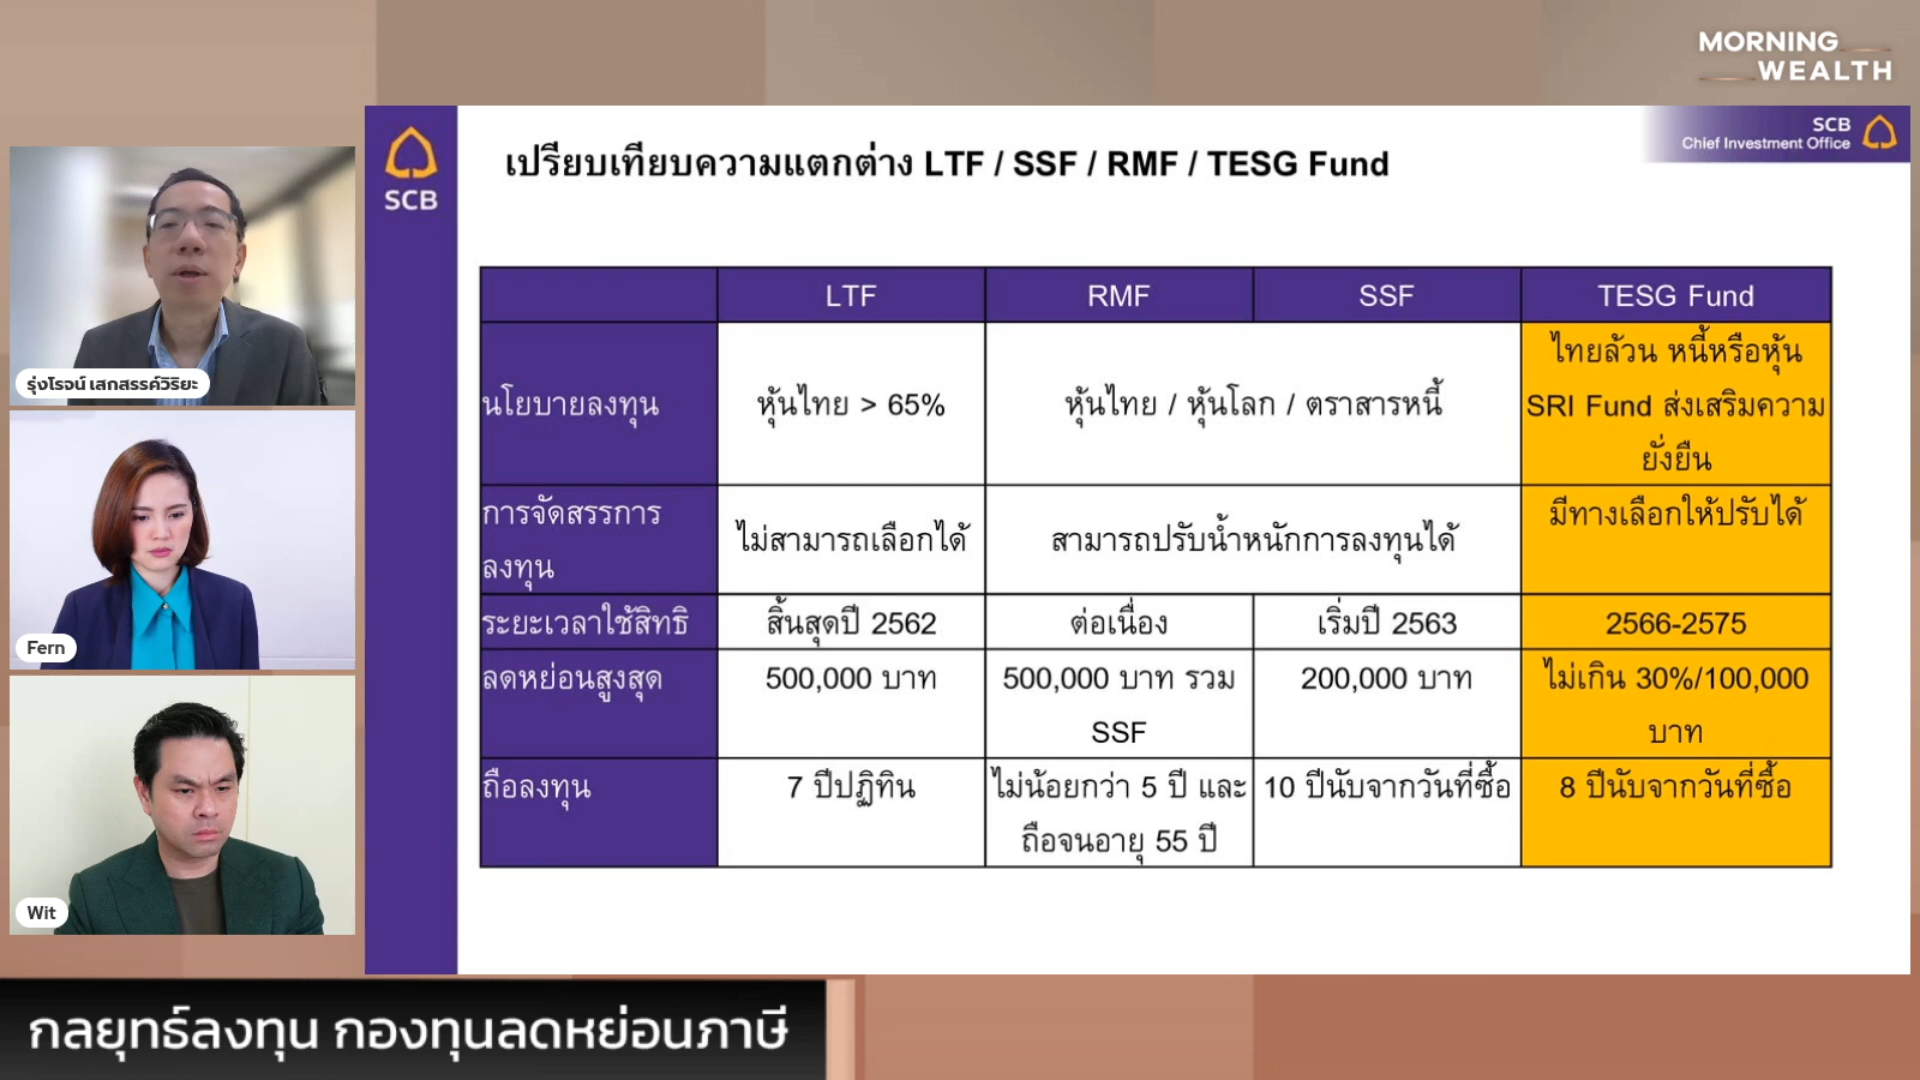 MORNING
WEALTH
SCB
Chief Investment Office
SCB
เปรียบเทียบความแตกต่าง LTF / SSF / RMF / TESG Fund
LTF RMF SSF TESG Fund
นโยบายลงทุน
หุ้นไทย > 65%
หุ้นไทย / หุ้นโลก / ตราสารหนี้
ไทยล้วน หนี้หรือหุ้น
SRI Fund ส่งเสริมความ
ยั่งยืน
การจัดสรรการ
ลงทุน
ไม่สามารถเลือกได้
สามารถปรับน้ำหนักการลงทุนได้
มีทางเลือกให้ปรับได้
ระยะเวลาใช้สิทธิ
สิ้นสุดปี 2562
ต่อเนื่อง
เริ่มปี 2563
2566-2575
ลดหย่อนสูงสุด
500,000 บาท
500,000 บาท รวม
SSF
200,000 บาท
ไม่เกิน 30%/100,000
บาท
ถือลงทุน
7 ปีปฏิทิน
ไม่น้อยกว่า 5 ปี และ
ถือจนอายุ 55 ปี
10 ปีนับจากวันที่ซื้อ
8 ปีนับจากวันที่ซื้อ
รุ่งโรจน์ เสกสรรค์วิริยะ
Fern
Wit
กลยุทธ์ลงทุน กองทุนลดหย่อนภาษี